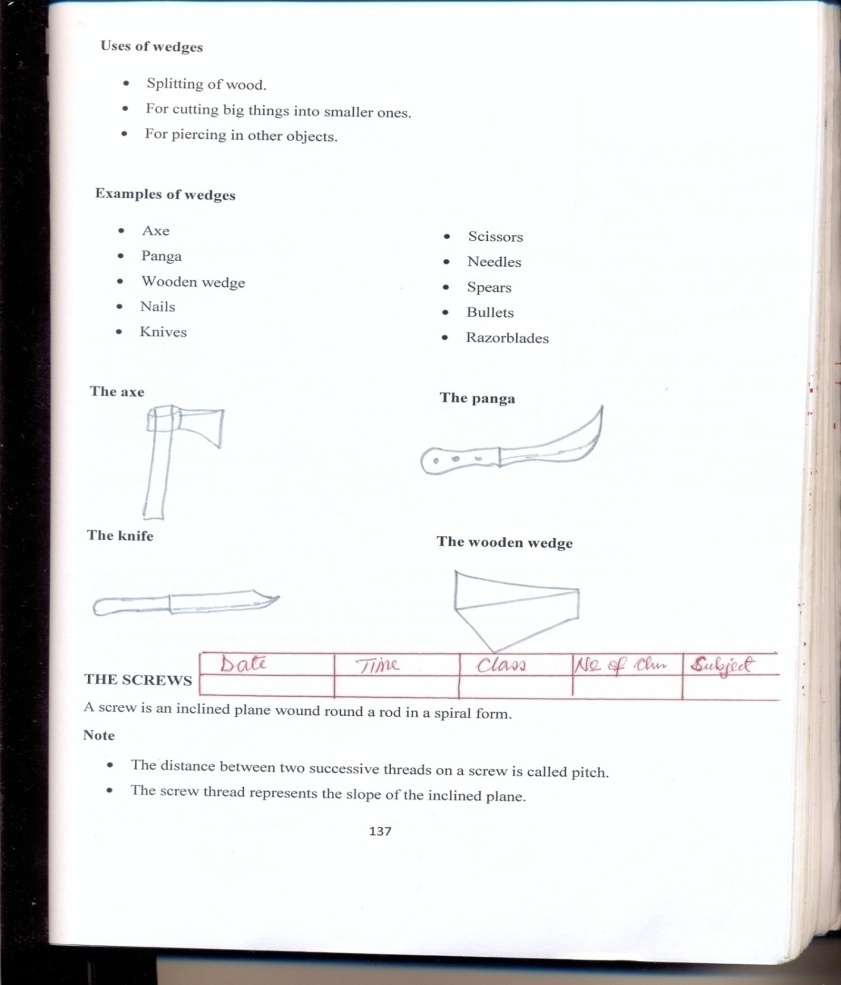 Uses of wedges
• Splitting of wood.
• For cutting big things into smaller ones.
• For piercing in other objects.
Examples of wedges
• Axe
• Panga
• Wooden wedge
• Nails
• Knives
• Scissors
• Needles
• Spears
• Bullets
• Razorblades
The axe
The panga
The knife
The wooden wedge
Date Time Class No of Subject
THE SCREWS
A screw is an inclined plane wound round a rod in a spiral form.
Note
• The distance between two successive threads on a screw is called pitch.
• The screw thread represents the slope of the inclined plane.
137